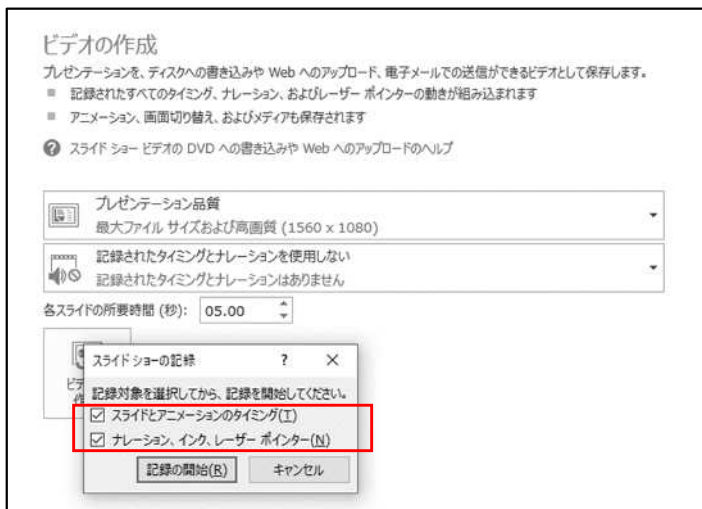 ビデオの作成
プレゼンテーションを、ディスクへの書き込みや Web へのアップロード、電子メールでの送信ができるビデオとして保存します。
記録されたすべてのタイミング、ナレーション、およびレーザー ポインターの動きが組み込まれます
アニメーション、画面切り替え、およびメディアも保存されます
スライド ショー ビデオの DVD への書き込みや Web へのアップロードのヘルプ
プレゼンテーション品質
最大ファイル サイズおよび高画質 (1560 x 1080)
記録されたタイミングとナレーションを使用しない
記録されたタイミングとナレーションはありません
各スライドの所要時間 (秒): 05.00
スライド ショーの記録 ? ×
記録対象を選択してから、記録を開始してください。
スライドとアニメーションのタイミング(T)
ナレーション、インク、レーザー ポインター(N)
記録の開始(R) キャンセル